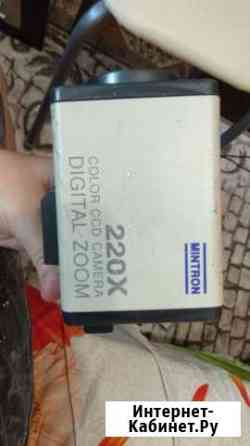 220X
COLOR CCD CAMERA
DIGITAL ZOOM
MINTRON
Интернет-
Кабинет.Ру